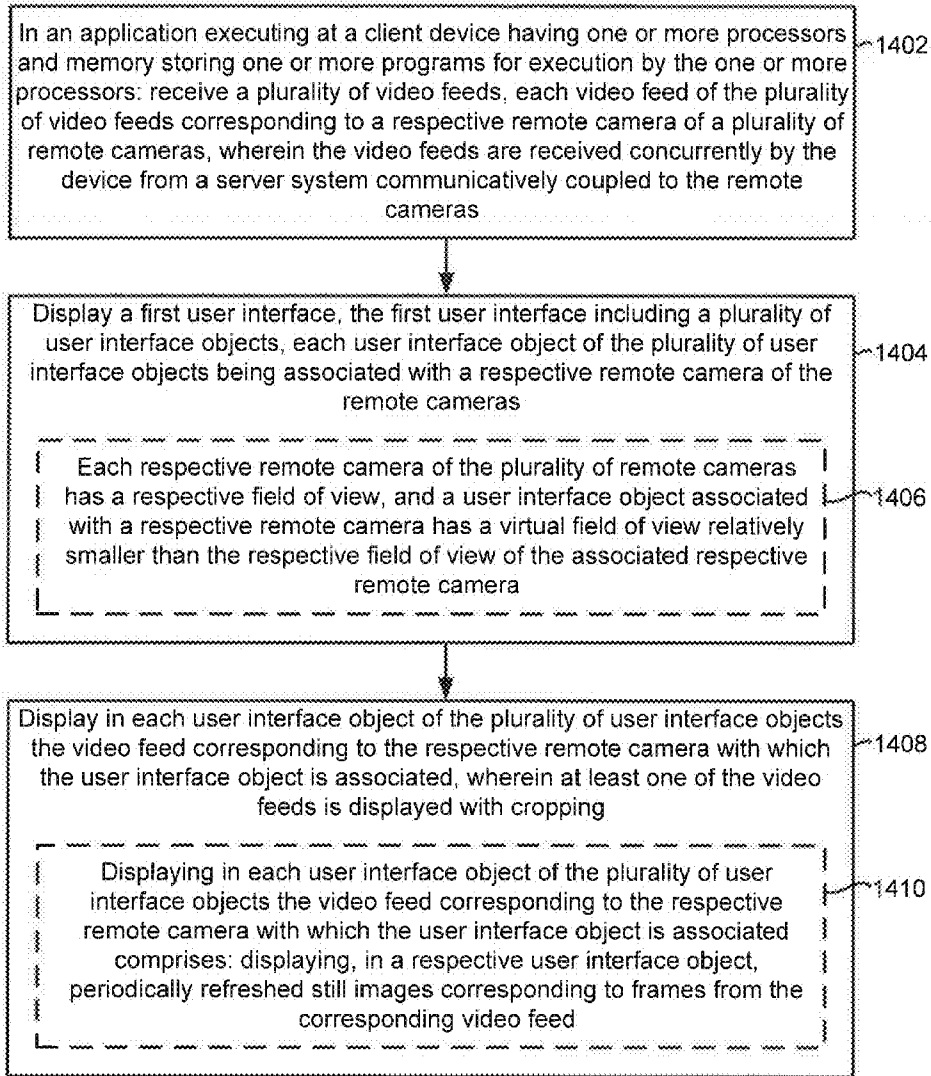 In an application executing at a client device having one or more processors
and memory storing one or more programs for execution by the one or more
processors: receive a plurality of video feeds, each video feed of the plurality
of video feeds corresponding to a respective remote camera of a plurality of
remote cameras, wherein the video feeds are received concurrently by the
device from a server system communicatively coupled to the remote
cameras
1402
Display a first user interface, the first user interface including a plurality of
user interface objects, each user interface object of the plurality of user
interface objects being associated with a respective remote camera of the
remote cameras
1404
Each respective remote camera of the plurality of remote cameras
has a respective field of view, and a user interface object associated
with a respective remote camera has a virtual field of view relatively
smaller than the respective field of view of the associated respective
remote camera
1406
Display in each user interface object of the plurality of user interface objects
the video feed corresponding to the respective remote camera with which
the user interface object is associated, wherein at least one of the video
feeds is displayed with cropping
1408
Displaying in each user interface object of the plurality of user
interface objects the video feed corresponding to the respective
remote camera with which the user interface object is associated
comprises: displaying, in a respective user interface object,
periodically refreshed still images corresponding to frames from the
corresponding video feed
1410